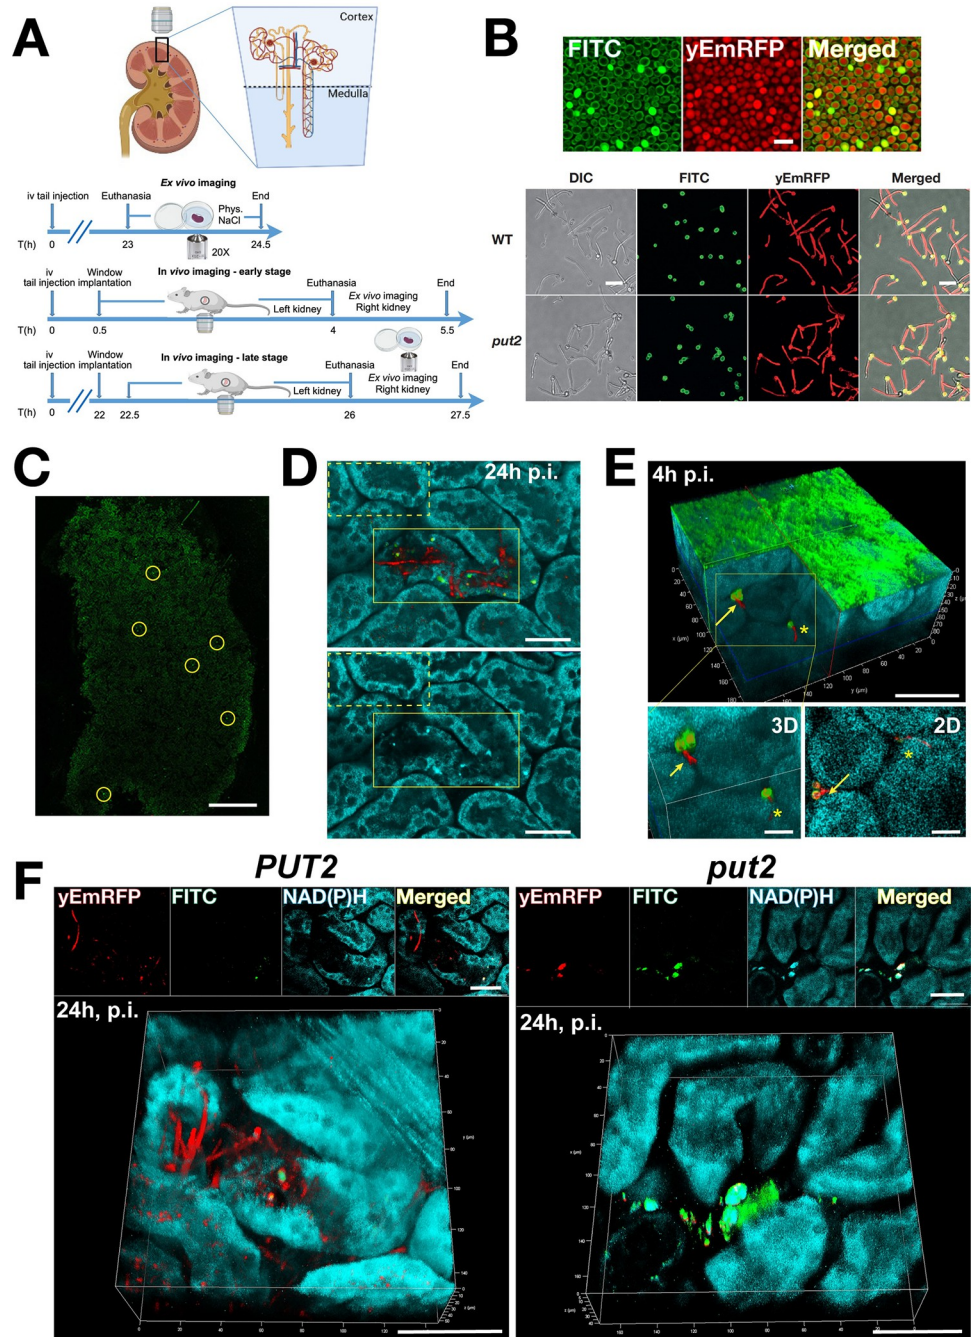 A
Cortex
Medulla
Ex vivo imaging
iv tail injection
Euthanasia
End
Phys.
NaCl
20X
T(h)
0
23
24.5
iv
tail injection
Window
implantation
In vivo imaging - early stage
Euthanasia
Ex vivo imaging
Right kidney
End
Left kidney
T(h)
0
0.5
4
5.5
iv
tail injection
Window
implantation
In vivo imaging - late stage
Euthanasia
Ex vivo imaging
Right kidney
End
Left kidney
T(h)
0
22
22.5
26
27.5
B
FITC
yEmRFP
Merged
DIC
FITC
yEmRFP
Merged
WT
put2
C
D
24h p.i.
E
4h p.i.
*
x (µm)
y (µm)
3D
*
2D
*
F
PUT2
yEmRFP
FITC
NAD(P)H
Merged
24h, p.i.
put2
yEmRFP
FITC
NAD(P)H
Merged
24h, p.i.